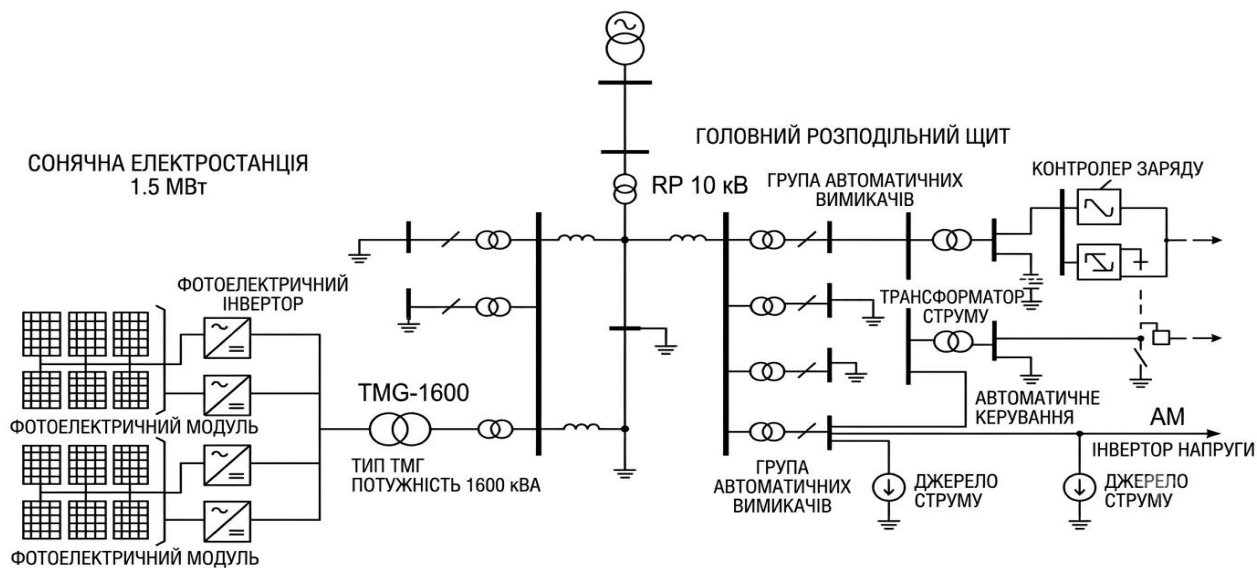 СОНЯЧНА ЕЛЕКТРОСТАНЦІЯ
1.5 МВт
ГОЛОВНИЙ РОЗПОДІЛЬНИЙ ЩИТ
RP 10 кВ
ГРУПА АВТОМАТИЧНИХ
ВИМИКАЧІВ
КОНТРОЛЕР ЗАРЯДУ
ФОТОЕЛЕКТРИЧНИЙ
ІНВЕРТОР
ТРАНСФОРМАТОР
СТРУМУ
TMG-1600
ФОТОЕЛЕКТРИЧНИЙ МОДУЛЬ
АВТОМАТИЧНЕ
КЕРУВАННЯ
АМ
ІНВЕРТОР НАПРУГИ
ТИП ТМГ
ПОТУЖНІСТЬ 1600 кВА
ГРУПА
АВТОМАТИЧНИХ
ВИМИКАЧІВ
ДЖЕРЕЛО
СТРУМУ
ДЖЕРЕЛО
СТРУМУ
ФОТОЕЛЕКТРИЧНИЙ МОДУЛЬ